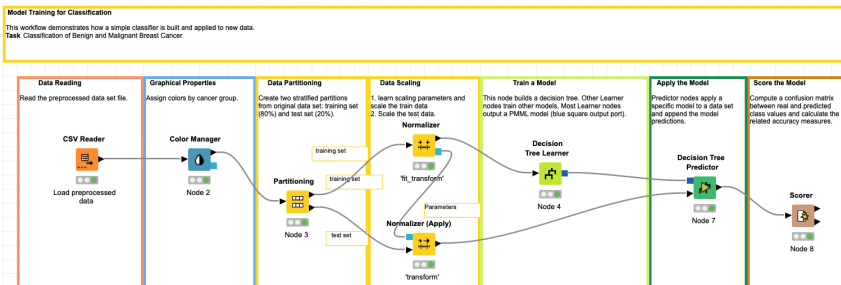 Model Training for Classification
This workflow demonstrates how a simple classifier is built and applied to new data.
Task Classification of Benign and Malignant Breast Cancer
Data Reading
Read the preprocessed data set file.
CSV Reader
Load preprocessed
data
Graphical Properties
Assign colors by cancer group.
Color Manager
Node 2
Data Partitioning
Create two stratified partitions
from original data set: training set
(80%) and test set (20%).
training set
training set
Partitioning
Node 3
test set
Data Scaling
1. learn scaling parameters and
scale the train data
2. Scale the test data.
Normalizer
'fit_transform'
Parameters
Normalizer (Apply)
'transform'
Train a Model
This node builds a decision tree. Other Learner
nodes train other models. Most Learner nodes
output a PMML model (blue square output port).
Decision
Tree Learner
Node 4
Apply the Model
Predictor nodes apply a
specific model to a data set
and append the model
predictions.
Decision Tree
Predictor
Node 7
Score the Model
Compute a confusion matrix
between real and predicted
class values and calculate the
related accuracy measures.
Scorer
Node 8